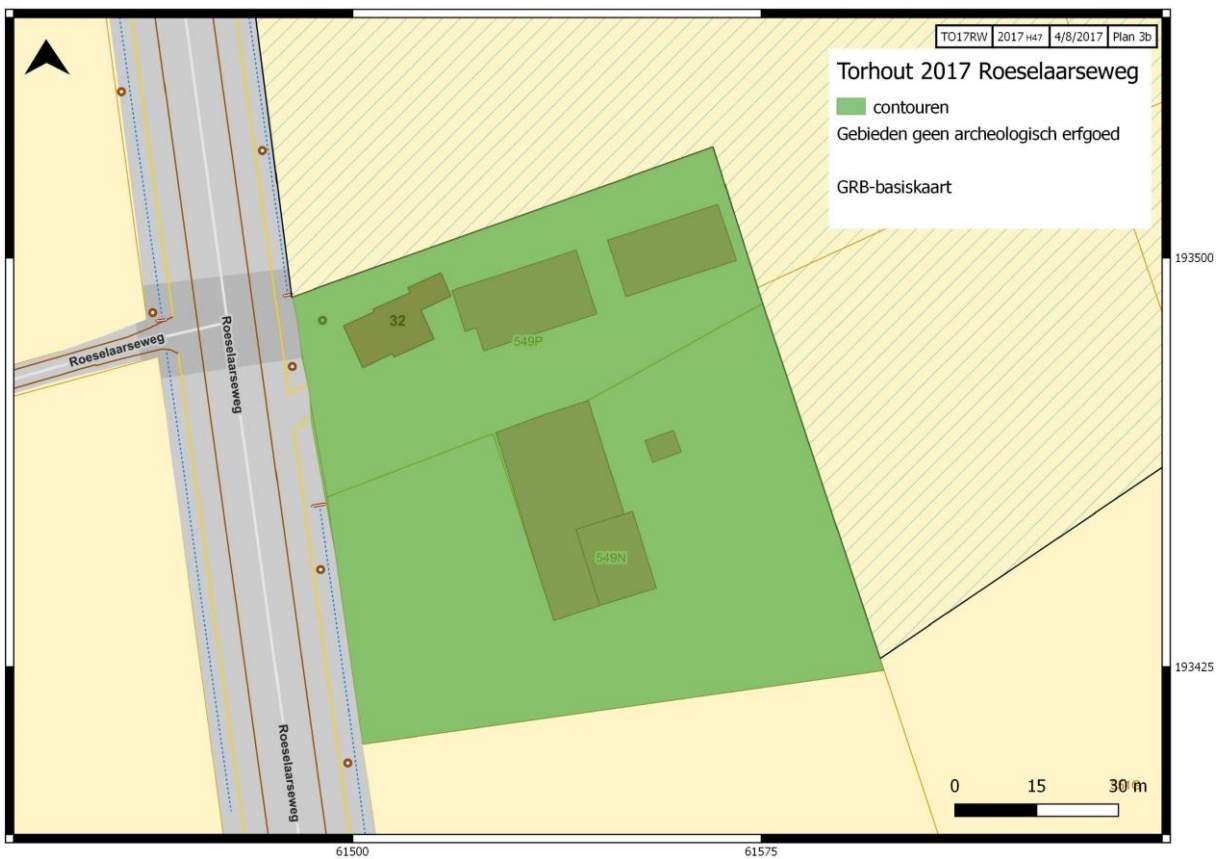 TO17RW 2017 H47 4/8/2017 Plan 3b
Torhout 2017 Roeselaarseweg
contouren
Gebieden geen archeologisch erfgoed
GRB-basiskaart
193500
32
549P
Roeselaarseweg
Roeselaarseweg
549N
193425
Roeselaarseweg
0 15 30 m
61500 61575